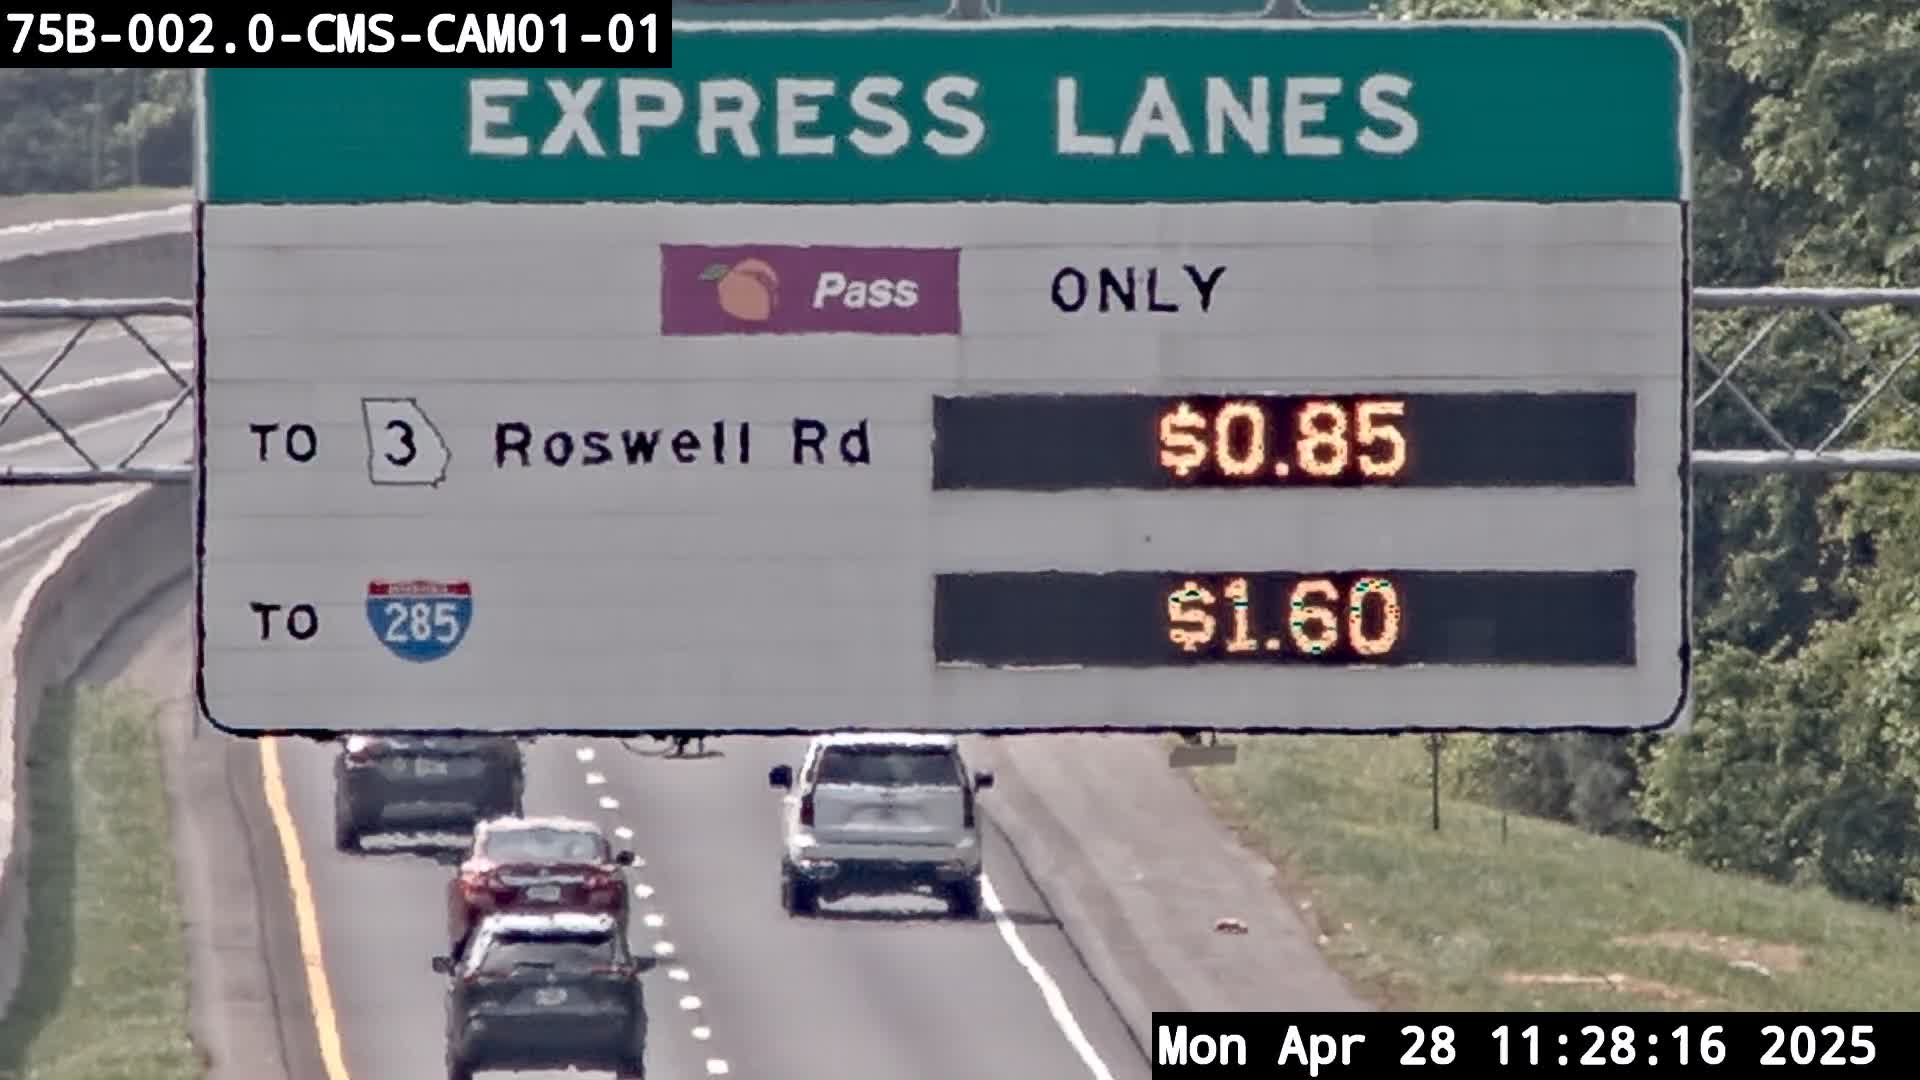 75B-002.0-CMS-CAM01-01
EXPRESS LANES
Pass ONLY
TO 3 Roswell Rd $0.85
TO 285 $1.60
Mon Apr 28 11:28:16 2025